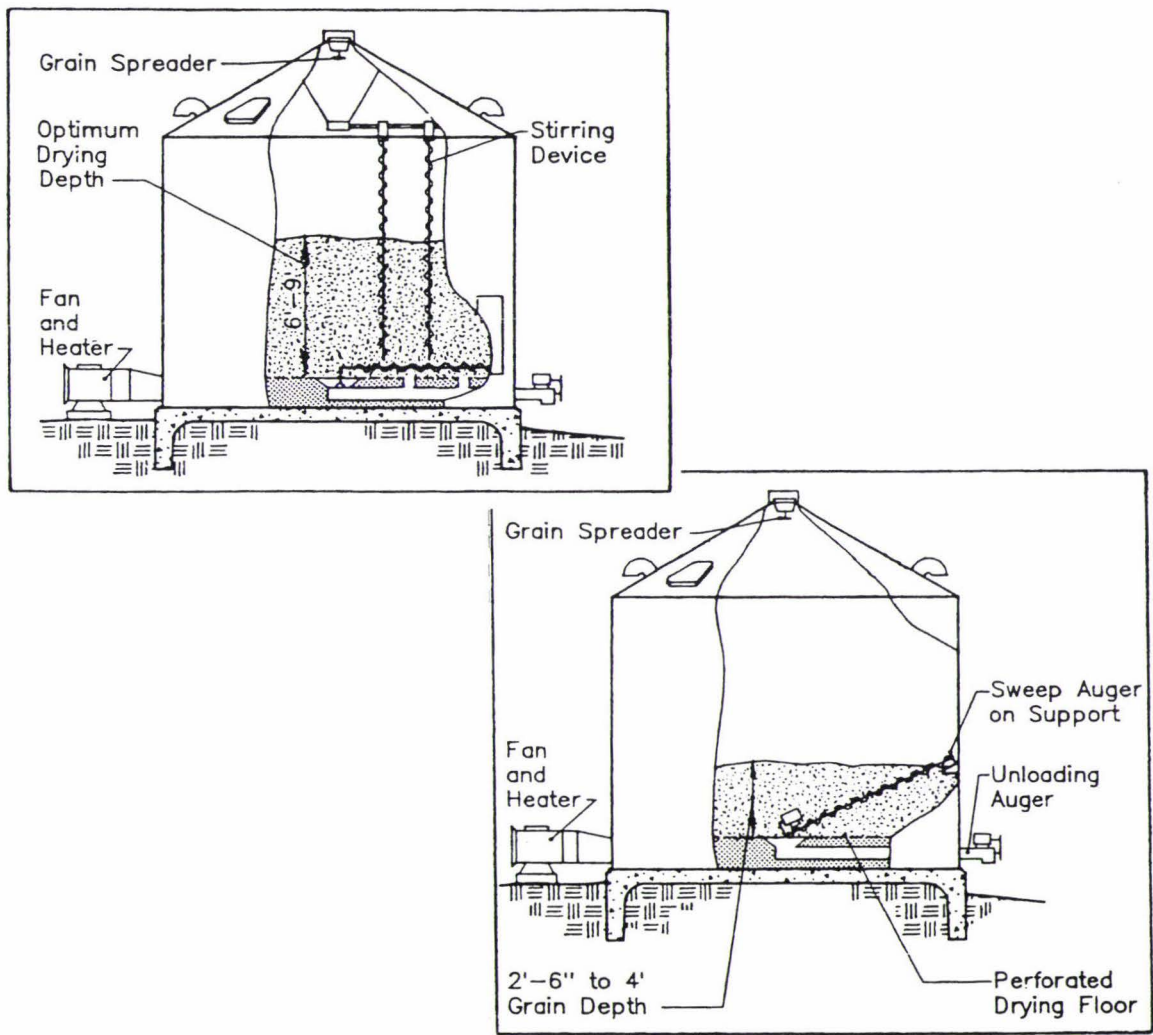 Grain Spreader
Optimum
Drying
Depth
Stirring
Device
6-9
Fan
and
Heater
Grain Spreader
Sweep Auger
on Support
Fan
and
Heater
Unloading
Auger
2'-6" to 4'
Grain Depth
Perforated
Drying Floor